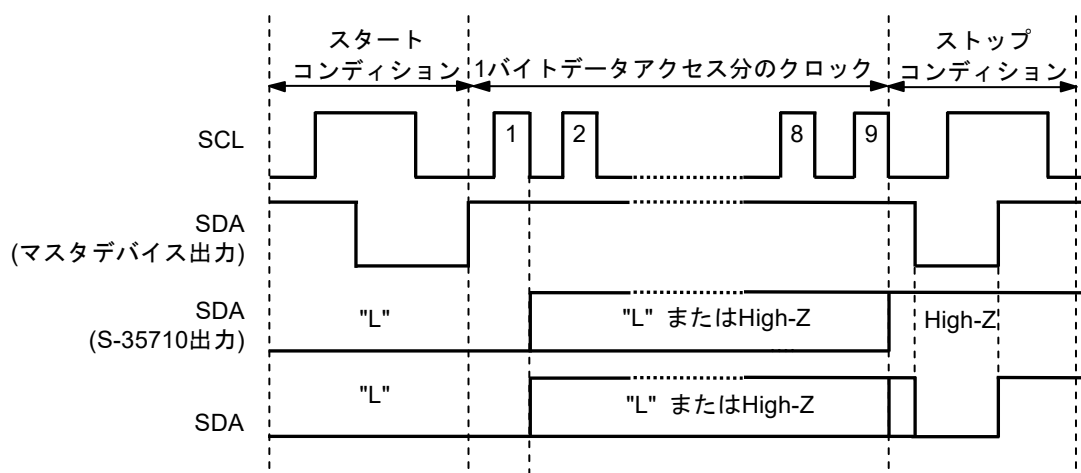 スタート
コンディション
1バイトデータアクセス分のクロック
ストップ
コンディション
SCL
1
2
8
9
SDA
(マスタデバイス出力)
SDA
(S-35710出力)
"L"
"L" またはHigh-Z
High-Z
SDA
"L"
"L" またはHigh-Z